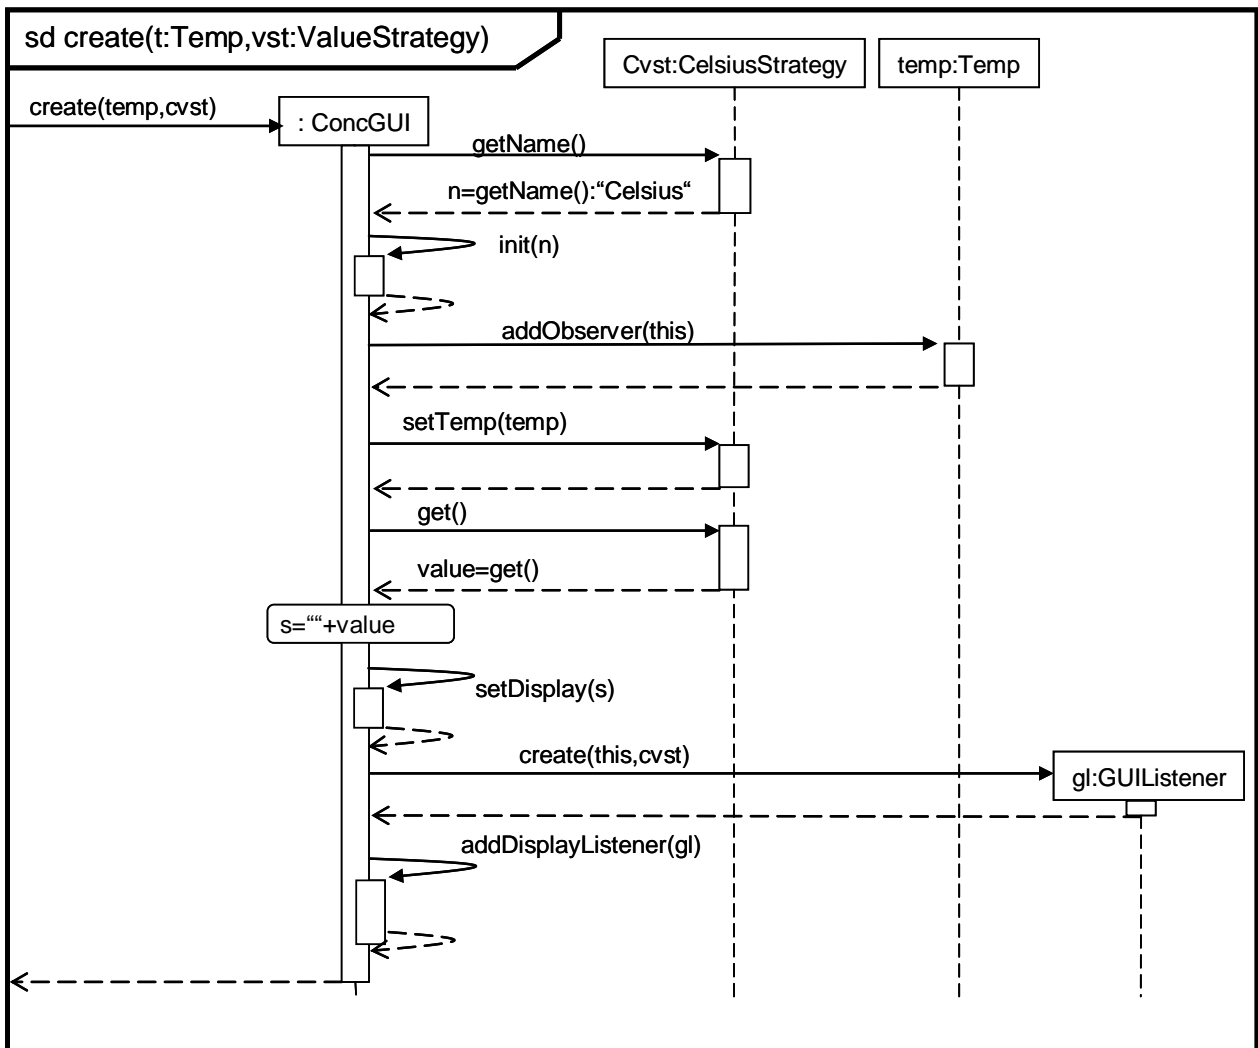 sd create(t:Temp,vst:ValueStrategy)
Cvst:CelsiusStrategy
temp:Temp
create(temp,cvst)
: ConcGUI
getName()
n=getName():“Celsius“
init(n)
addObserver(this)
setTemp(temp)
get()
value=get()
s=““+value
setDisplay(s)
create(this,cvst)
gl:GUIListener
addDisplayListener(gl)